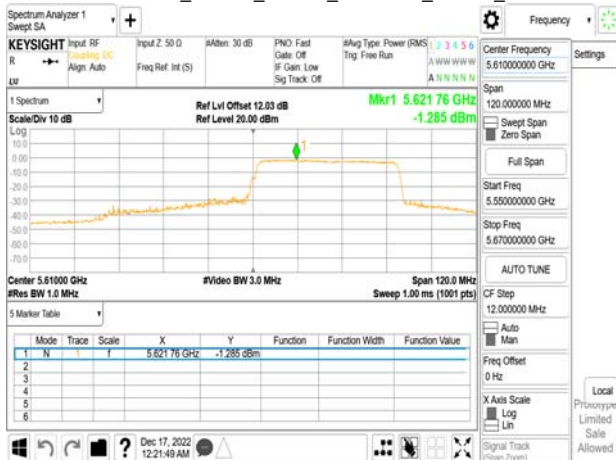 Spectrum Analyzer 1
Swept SA
+
Frequency
KEYSIGHT
Input: RF
Input Z: 50 Ω
#Atten: 30 dB
PNO: Fast
#Avg Type: Power (RMS
1 2 3 4 5 6
R
Coupling: DC
Gate: Off
Trig: Free Run
A W W W W W
Align: Auto
Freq Ref: Int (S)
IF Gain: Low
Sig Track: Off
A N N N N N
LXI
Center Frequency
5.610000000 GHz
Settings
Span
120.000000 MHz
Swept Span
Zero Span
Full Span
Start Freq
5.550000000 GHz
Stop Freq
5.670000000 GHz
AUTO TUNE
CF Step
12.000000 MHz
Auto
Man
Freq Offset
0 Hz
X Axis Scale
Log
Lin
Local
Prototype
Limited
Sale
Allowed
Signal Track
(Span Zoom)
1 Spectrum
Ref Lvl Offset 12.03 dB
Mkr1 5.621 76 GHz
Scale/Div 10 dB
Ref Level 20.00 dBm
-1.285 dBm
Log
10.0
0.00
-10.0
-20.0
-30.0
-40.0
-50.0
-60.0
-70.0
1
Center 5.61000 GHz
#Video BW 3.0 MHz
Span 120.0 MHz
#Res BW 1.0 MHz
Sweep 1.00 ms (1001 pts)
5 Marker Table
Mode Trace Scale X Y Function Function Width Function Value
1 N 1 f 5.621 76 GHz -1.285 dBm
2
3
4
5
6
?
Dec 17, 2022
12:21:49 AM